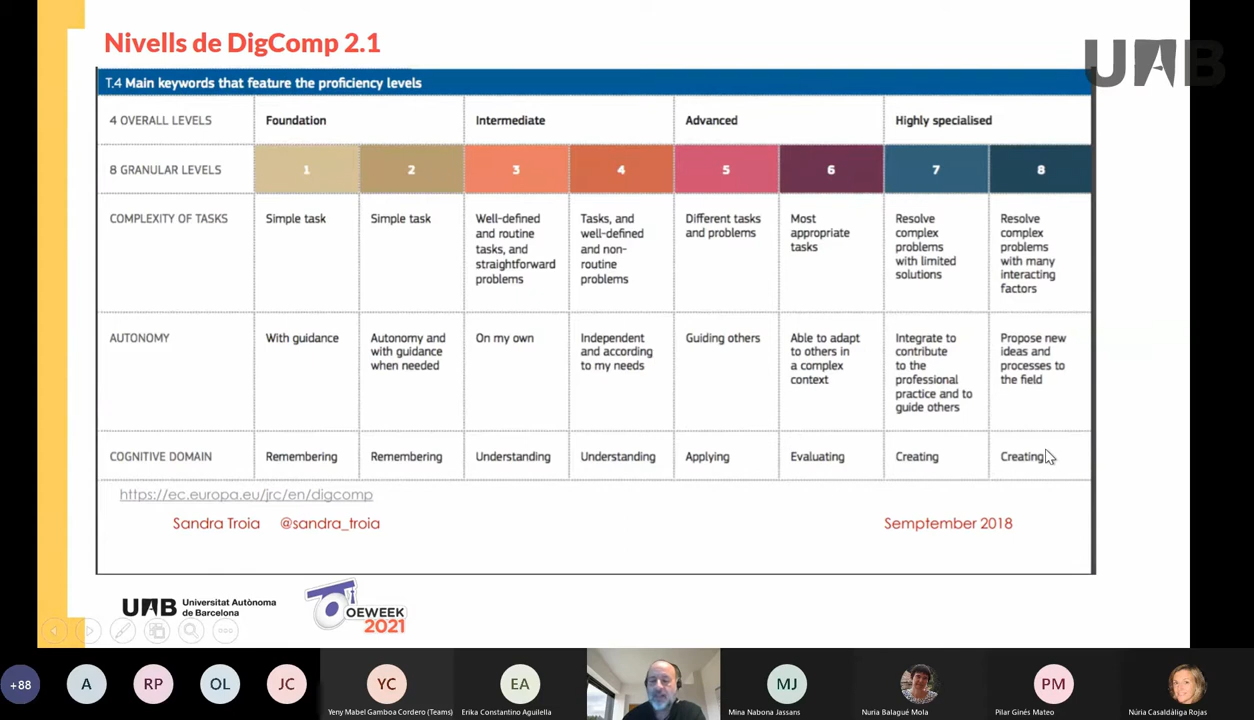 Nivells de DigComp 2.1
UAB
T.4 Main keywords that feature the proficiency levels
4 OVERALL LEVELS
Foundation
Intermediate
Advanced
Highly specialised
8 GRANULAR LEVELS
1
2
3
4
5
6
7
8
COMPLEXITY OF TASKS
Simple task
Simple task
Well-defined
and routine
tasks, and
straightforward
problems
Tasks, and
well-defined
and non-
routine
problems
Different tasks
and problems
Most
appropriate
tasks
Resolve
complex
problems
with limited
solutions
Resolve
complex
problems
with many
interacting
factors
AUTONOMY
With guidance
Autonomy and
with guidance
when needed
On my own
Independent
and according
to my needs
Guiding others
Able to adapt
to others in
a complex
context
Integrate to
contribute
to the
professional
practice and to
guide others
Propose new
ideas and
processes to
the field
COGNITIVE DOMAIN
Remembering
Remembering
Understanding
Understanding
Applying
Evaluating
Creating
Creating
https://ec.europa.eu/jrc/en/digcomp
Sandra Troia @sandra_troia
Semptember 2018
UAB
Universitat Autònoma
de Barcelona
OEWEEK
2021
+88
A
RP
OL
JC
YC
Yeny Mabel Gamboa Cordero (Teams)
EA
Erika Constantino Aguilella
MJ
Mina Nabona Jassans
Nuria Balagué Mola
PM
Pilar Ginés Mateo
Núria Casaldàliga Rojas